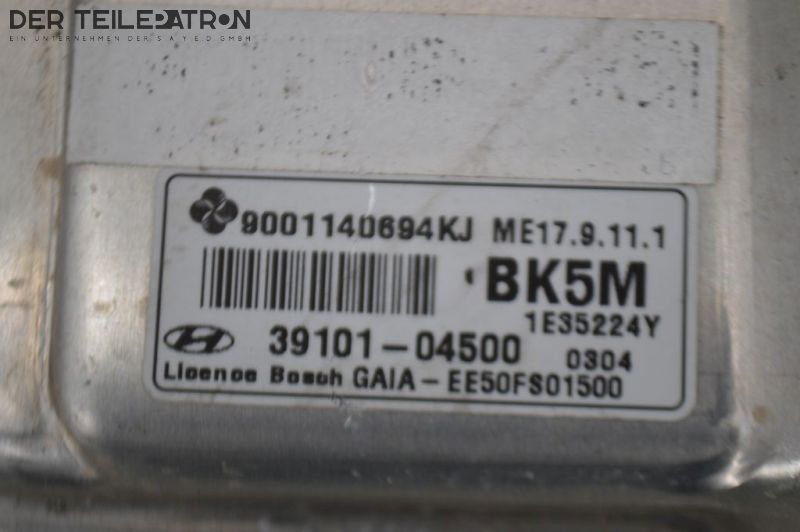 DER TEILEPATRON
EIN UNTERNEHMEN DER S A Y E D GMBH
9001140694KJ ME17.9.11.1
BK5M
1E35224Y
39101-04500 0304
Licence Bosch GAIA-EE50FS01500